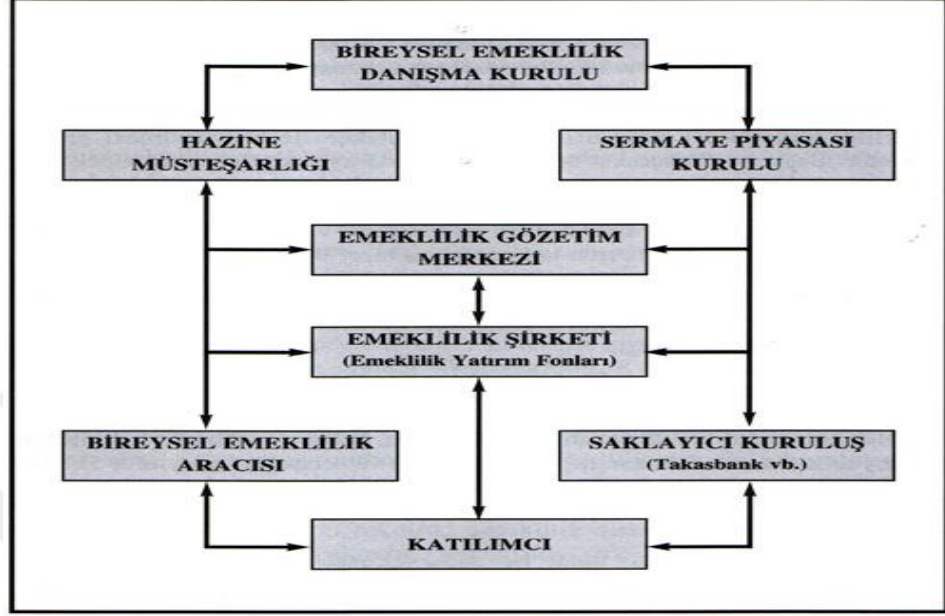 BİREYSEL EMEKLİLİK
DANIŞMA KURULU
HAZİNE
MÜSTEŞARLIĞI
SERMAYE PİYASASI
KURULU
EMEKLİLİK GÖZETİM
MERKEZİ
EMEKLİLİK ŞİRKETİ
(Emeklilik Yatırım Fonları)
BİREYSEL EMEKLİLİK
ARACISI
SAKLAYICI KURULUŞ
(Takasbank vb.)
KATILIMCI